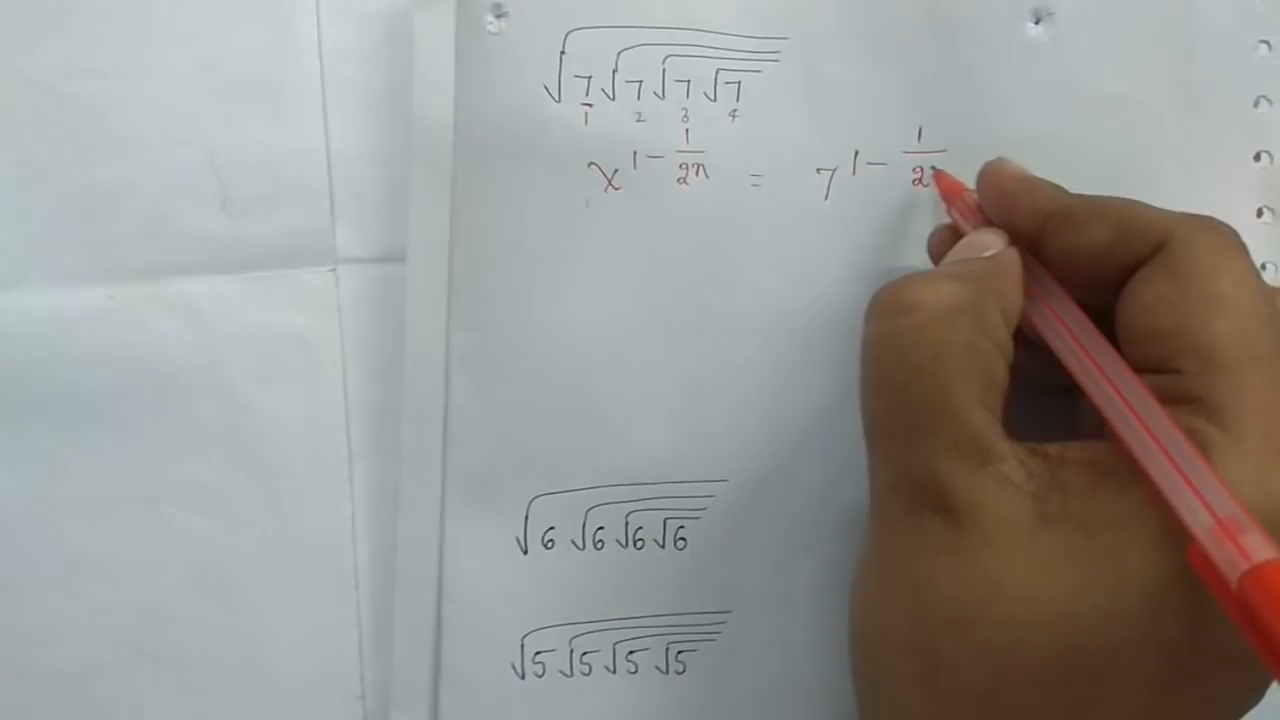 √7√7√7√7
1 2 3 4
x^1-1/2n = 7^1-1/2
√6√6√6√6
√5√5√5√5